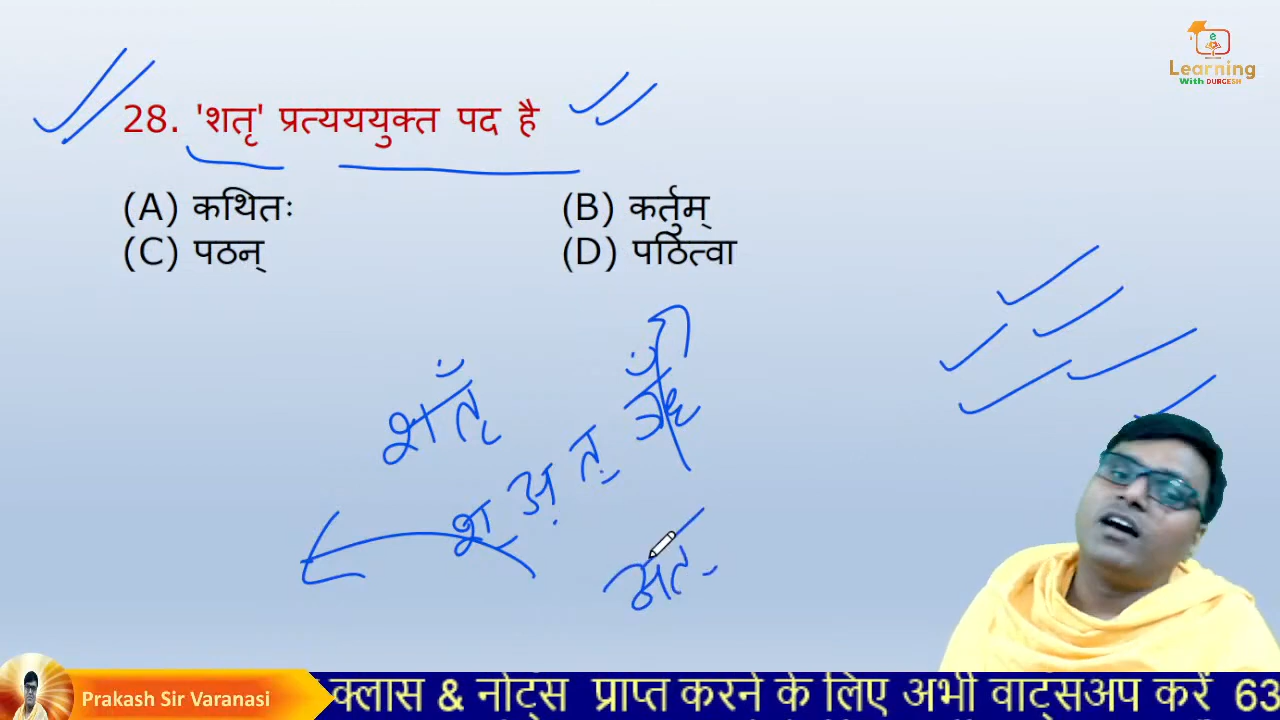 e
Learning
With DURGESH
28. 'शतृ' प्रत्यययुक्त पद है
(A) कथितः
(B) कर्तुम्
(C) पठन्
(D) पठित्वा
शतृँ
श् अ त् ऋँ
अत्
Prakash Sir Varanasi
क्लास & नोट्स प्राप्त करने के लिए अभी वाट्सअप करें 63